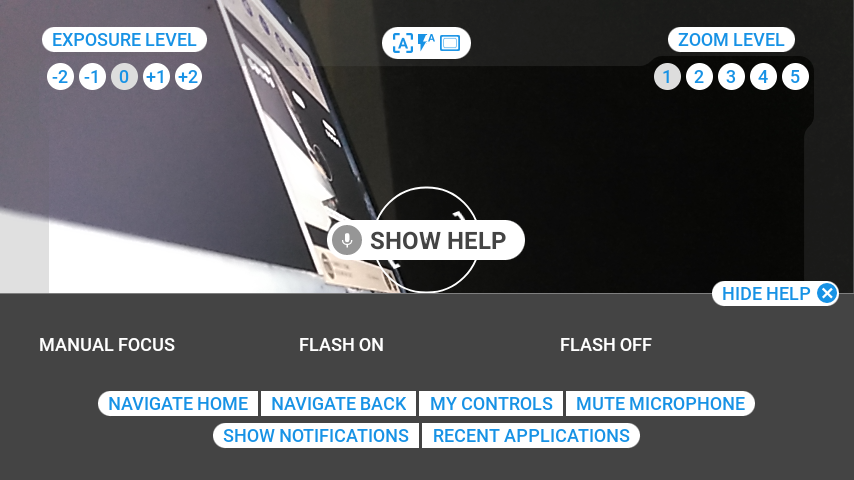 EXPOSURE LEVEL
-2 -1 0 +1 +2
A A
ZOOM LEVEL
1 2 3 4 5
SHOW HELP
HIDE HELP
MANUAL FOCUS FLASH ON FLASH OFF
NAVIGATE HOME NAVIGATE BACK MY CONTROLS MUTE MICROPHONE
SHOW NOTIFICATIONS RECENT APPLICATIONS